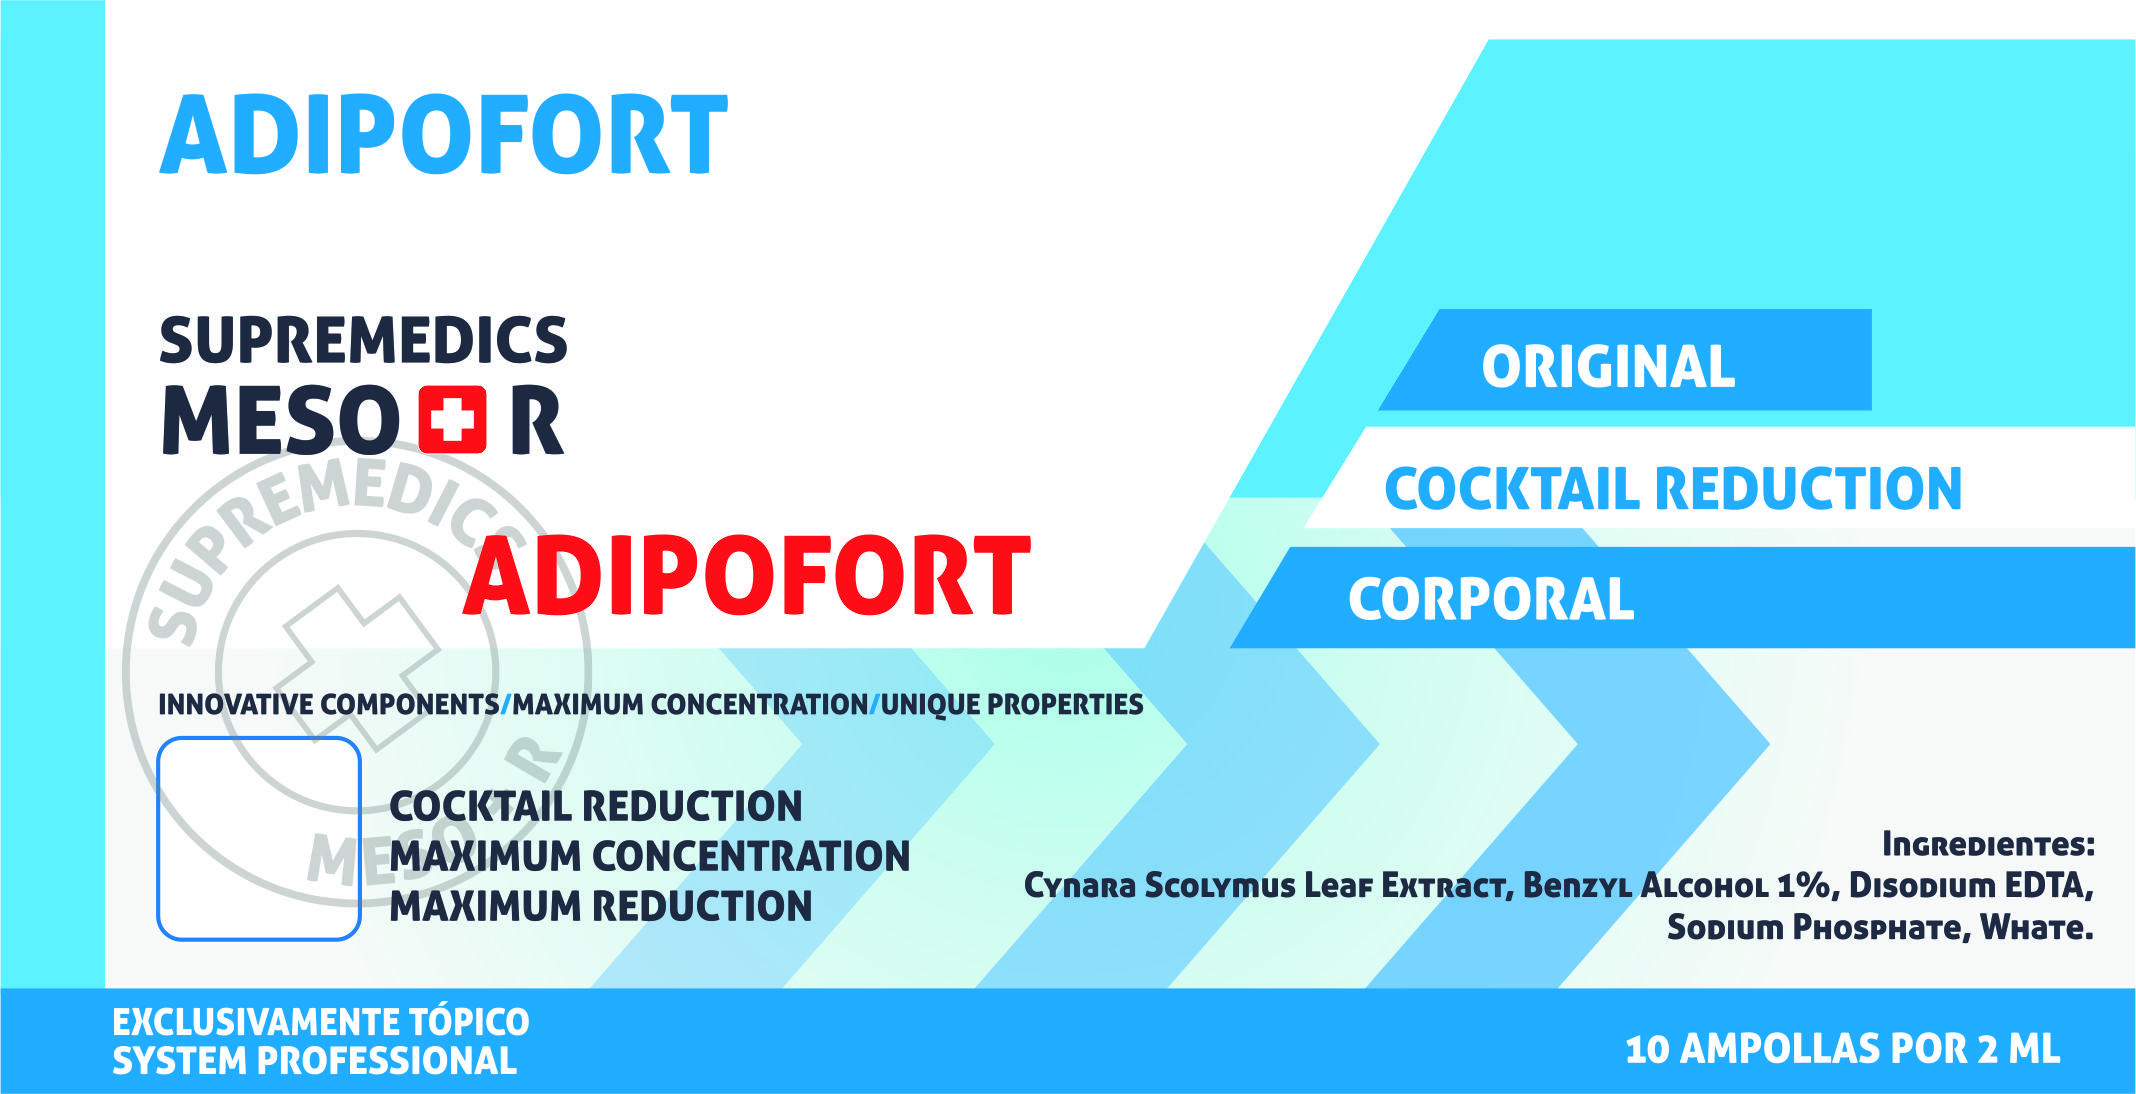 ADIPOFORT
SUPREMEDICS
MESO R
SUPREMEDICS
MESO R
ADIPOFORT
ORIGINAL
COCKTAIL REDUCTION
CORPORAL
INNOVATIVE COMPONENTS/MAXIMUM CONCENTRATION/UNIQUE PROPERTIES
COCKTAIL REDUCTION
MAXIMUM CONCENTRATION
MAXIMUM REDUCTION
Ingredientes:
Cynara Scolymus Leaf Extract, Benzyl Alcohol 1%, Disodium EDTA,
Sodium Phosphate, Whate.
EXCLUSIVAMENTE TÓPICO
SYSTEM PROFESSIONAL
10 AMPOLLAS POR 2 ML